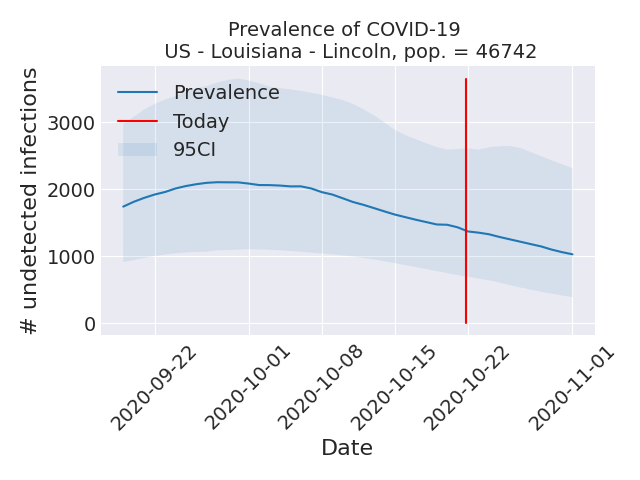 Prevalence of COVID-19
US - Louisiana - Lincoln, pop. = 46742
# undetected infections
3000
2000
1000
0
Prevalence
Today
95CI
2020-09-22
2020-10-01
2020-10-08
2020-10-15
2020-10-22
2020-11-01
Date